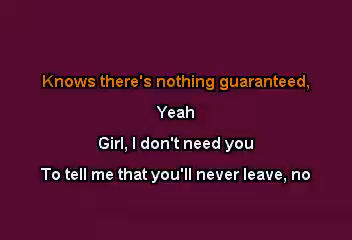 Knows there's nothing guaranteed,
Yeah
Girl, I don't need you
To tell me that you'll never leave, no